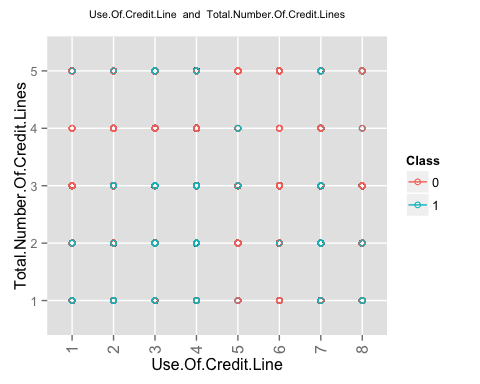 Use.Of.Credit.Line and Total.Number.Of.Credit.Lines
Total.Number.Of.Credit.Lines
5
4
3
2
1
1 2 3 4 5 6 7 8
Use.Of.Credit.Line
Class
0
1